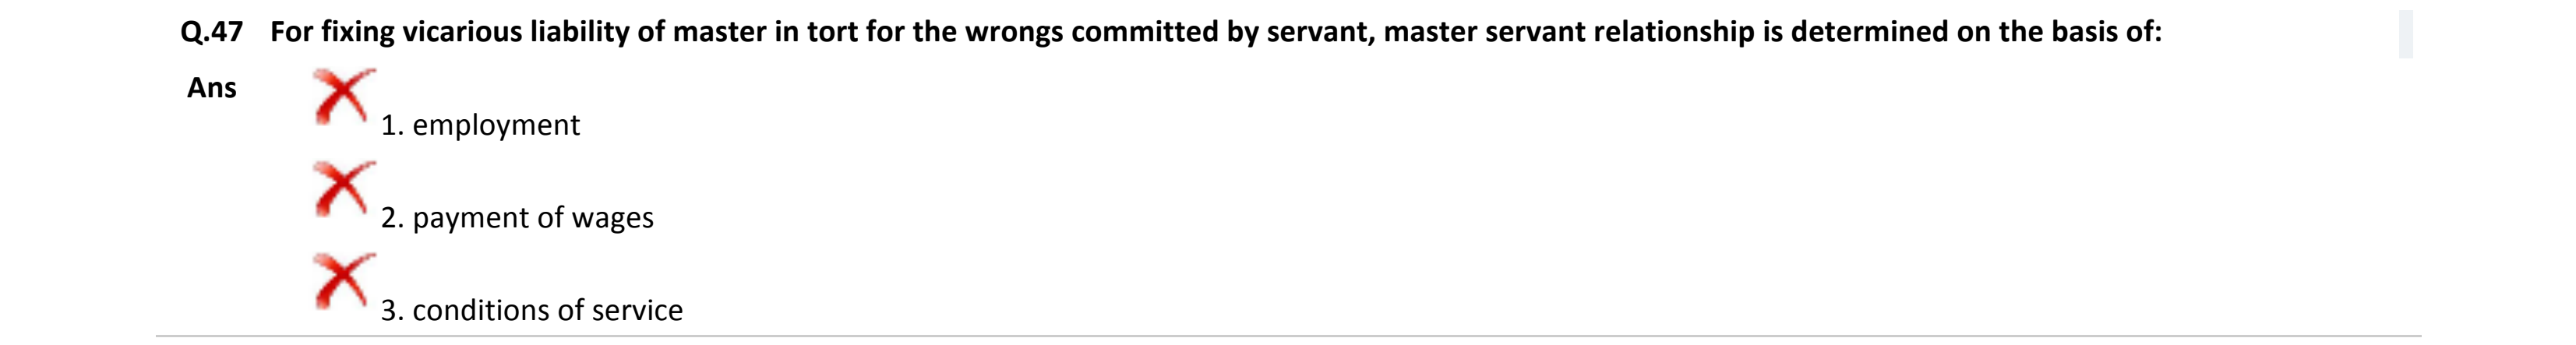 Q.47 For fixing vicarious liability of master in tort for the wrongs committed by servant, master servant relationship is determined on the basis of:
Ans
1. employment
2. payment of wages
3. conditions of service